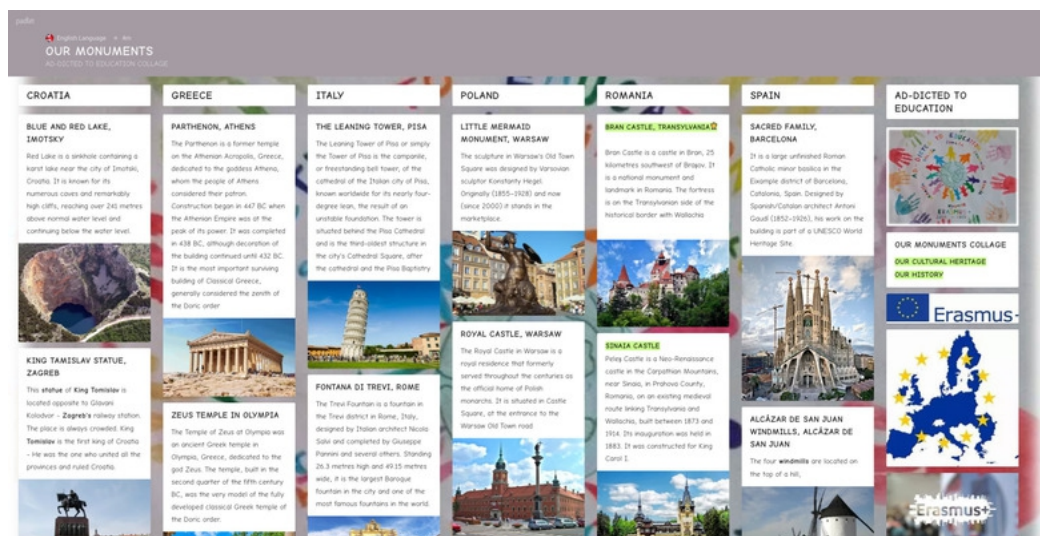 padlet
English Language + 4m
OUR MONUMENTS
AD-DICTED TO EDUCATION COLLAGE
CROATIA
BLUE AND RED LAKE,
IMOTSKY
Red Lake is a sinkhole containing a
karst lake near the city of Imotski,
Croatia. It is known for its
numerous caves and remarkably
high cliffs, reaching over 241 metres
above normal water level and
continuing below the water level.
KING TAMISLAV STATUE,
ZAGREB
This statue of King Tomislav is
located opposite to Glavani
Kolodvor - Zagreb's railway station.
The place is always crowded. King
Tomislav is the first king of Croatia
- He was the one who united all the
provinces and ruled Croatia.
GREECE
PARTHENON, ATHENS
The Parthenon is a former temple
on the Athenian Acropolis, Greece,
dedicated to the goddess Athena,
whom the people of Athens
considered their patron.
Construction began in 447 BC when
the Athenian Empire was at the
peak of its power. It was completed
in 438 BC, although decoration of
the building continued until 432 BC.
It is the most important surviving
building of Classical Greece,
generally considered the zenith of
the Doric order
ZEUS TEMPLE IN OLYMPIA
The Temple of Zeus at Olympia was
an ancient Greek temple in
Olympia, Greece, dedicated to the
god Zeus. The temple, built in the
second quarter of the fifth century
BC, was the very model of the fully
developed classical Greek temple of
the Doric order.
ITALY
THE LEANING TOWER, PISA
The Leaning Tower of Pisa or simply
the Tower of Pisa is the campanile,
or freestanding bell tower, of the
cathedral of the Italian city of Pisa,
known worldwide for its nearly four-
degree lean, the result of an
unstable foundation. The tower is
situated behind the Pisa Cathedral
and is the third-oldest structure in
the city's Cathedral Square, after
the cathedral and the Pisa Baptistry
FONTANA DI TREVI, ROME
The Trevi Fountain is a fountain in
the Trevi district in Rome, Italy,
designed by Italian architect Nicola
Salvi and completed by Giuseppe
Pannini and several others. Standing
26.3 metres high and 49.15 metres
wide, it is the largest Baroque
fountain in the city and one of the
most famous fountains in the world.
POLAND
LITTLE MERMAID
MONUMENT, WARSAW
The sculpture in Warsaw's Old Town
Square was designed by Varsovian
sculptor Konstanty Hegel.
Originally (1855-1928) and now
(since 2000) it stands in the
marketplace.
ROYAL CASTLE, WARSAW
The Royal Castle in Warsaw is a
royal residence that formerly
served throughout the centuries as
the official home of Polish
monarchs. It is situated in Castle
Square, at the entrance to the
Warsaw Old Town road
ROMANIA
BRAN CASTLE, TRANSYLVANIA
Bran Castle is a castle in Bran, 25
kilometres southwest of Brașov. It
is a national monument and
landmark in Romania. The fortress
is on the Transylvanian side of the
historical border with Wallachia
SINAIA CASTLE
Peleș Castle is a Neo-Renaissance
castle in the Carpathian Mountains,
near Sinaia, in Prahova County,
Romania, on an existing medieval
route linking Transylvania and
Wallachia, built between 1873 and
1914. Its inauguration was held in
1883. It was constructed for King
Carol I.
SPAIN
SACRED FAMILY,
BARCELONA
It is a large unfinished Roman
Catholic minor basilica in the
Eixample district of Barcelona,
Catalonia, Spain. Designed by
Spanish/Catalan architect Antoni
Gaudí (1852-1926), his work on the
building is part of a UNESCO World
Heritage Site.
ALCÁZAR DE SAN JUAN
WINDMILLS, ALCÁZAR DE
SAN JUAN
The four windmills are located on
the top of a hill,
AD-DICTED TO
EDUCATION
OUR MONUMENTS COLLAGE
OUR CULTURAL HERITAGE
OUR HISTORY
Erasmus+
Erasmus+